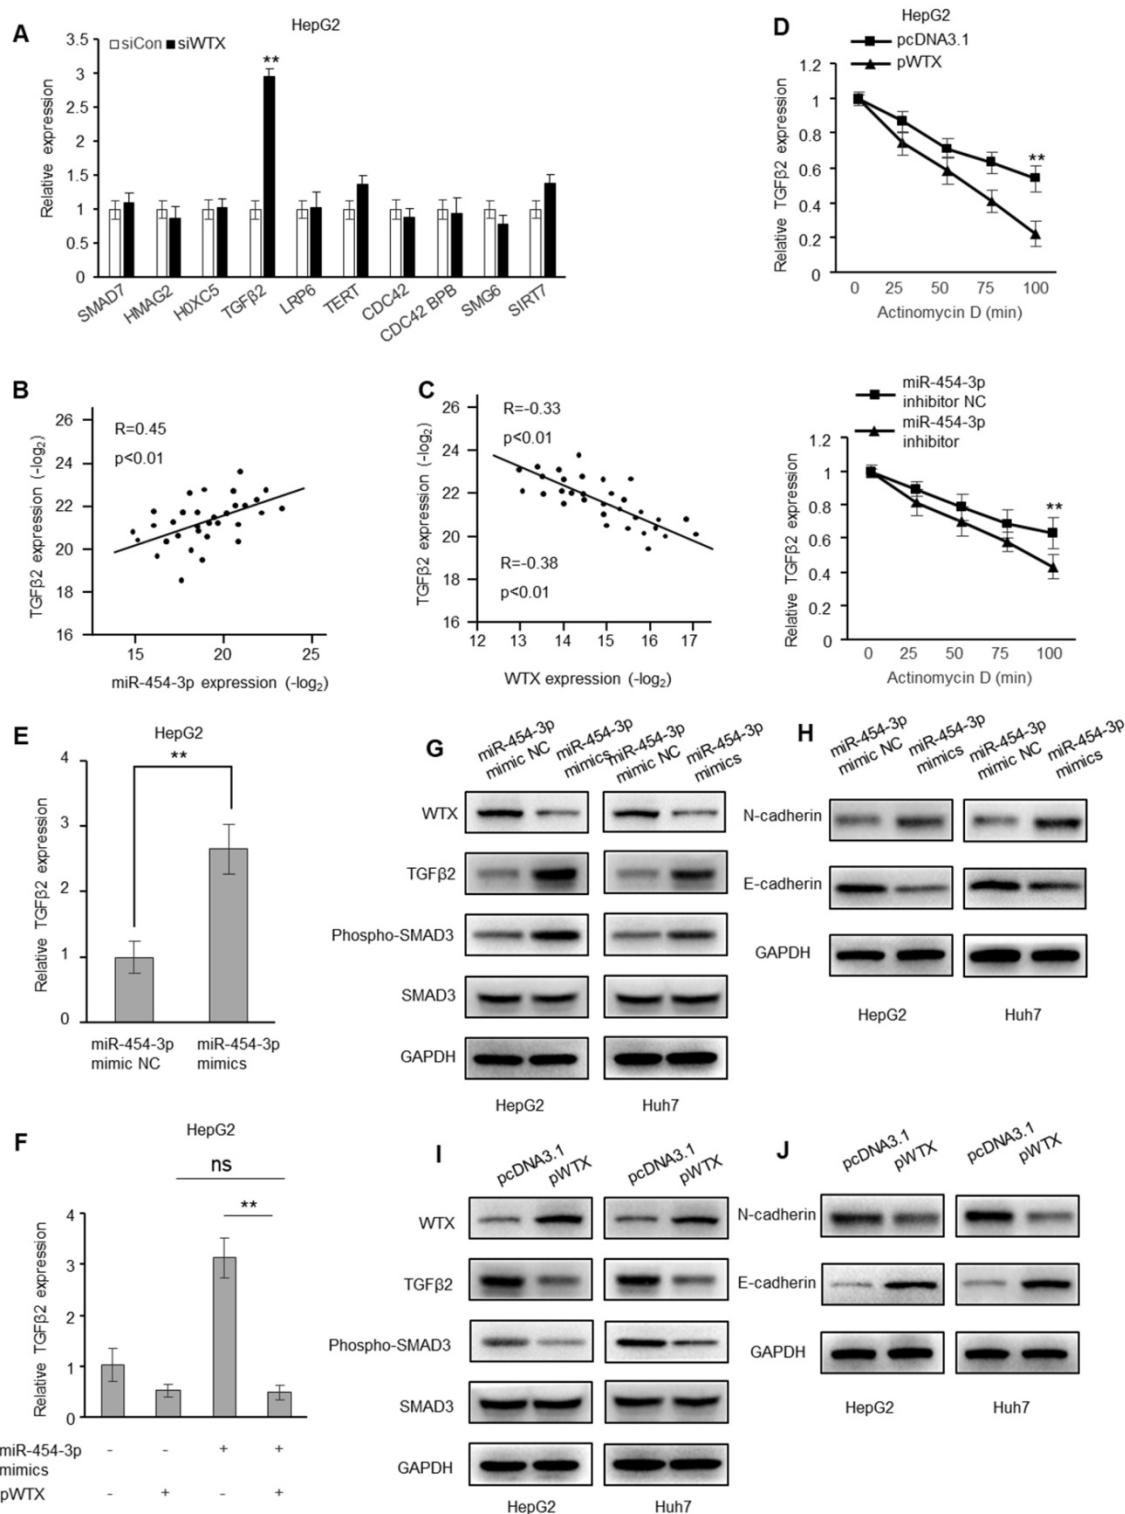 A
HepG2
siCon siWTX
Relative expression
3.5
3
2.5
2
1.5
1
0.5
0
**
SMAD7
HMAG2
H0XC5
TGFβ2
LRP6
TERT
CDC42
CDC42 BPB
SMG6
SIRT7
D
HepG2
pcDNA3.1
pWTX
Relative TGFβ2 expression
1.2
1
0.8
0.6
0.4
0.2
0
**
0 25 50 75 100
Actinomycin D (min)
B
R=0.45
p<0.01
TGFβ2 expression (-log2)
26
24
22
20
18
16
15 20 25
miR-454-3p expression (-log2)
C
R=-0.33
p<0.01
TGFβ2 expression (-log2)
26
24
22
20
18
16
R=-0.38
p<0.01
12 13 14 15 16 17
WTX expression (-log2)
miR-454-3p
inhibitor NC
miR-454-3p
inhibitor
Relative TGFβ2 expression
1.2
1
0.8
0.6
0.4
0.2
0
**
0 25 50 75 100
Actinomycin D (min)
E
HepG2
**
Relative TGFβ2 expression
4
3
2
1
0
miR-454-3p
mimic NC
miR-454-3p
mimics
G
miR-454-3p
mimic NC
miR-454-3p
mimics
miR-454-3p
mimic NC
miR-454-3p
mimics
WTX
TGFβ2
Phospho-SMAD3
SMAD3
GAPDH
HepG2 Huh7
H
miR-454-3p
mimic NC
miR-454-3p
mimics
miR-454-3p
mimic NC
miR-454-3p
mimics
N-cadherin
E-cadherin
GAPDH
HepG2 Huh7
F
HepG2
ns
**
Relative TGFβ2 expression
4
3
2
1
0
miR-454-3p - - + +
mimics
pWTX - + - +
I
pcDNA3.1 pWTX pcDNA3.1 pWTX
WTX
TGFβ2
Phospho-SMAD3
SMAD3
GAPDH
HepG2 Huh7
J
pcDNA3.1 pWTX pcDNA3.1 pWTX
N-cadherin
E-cadherin
GAPDH
HepG2 Huh7